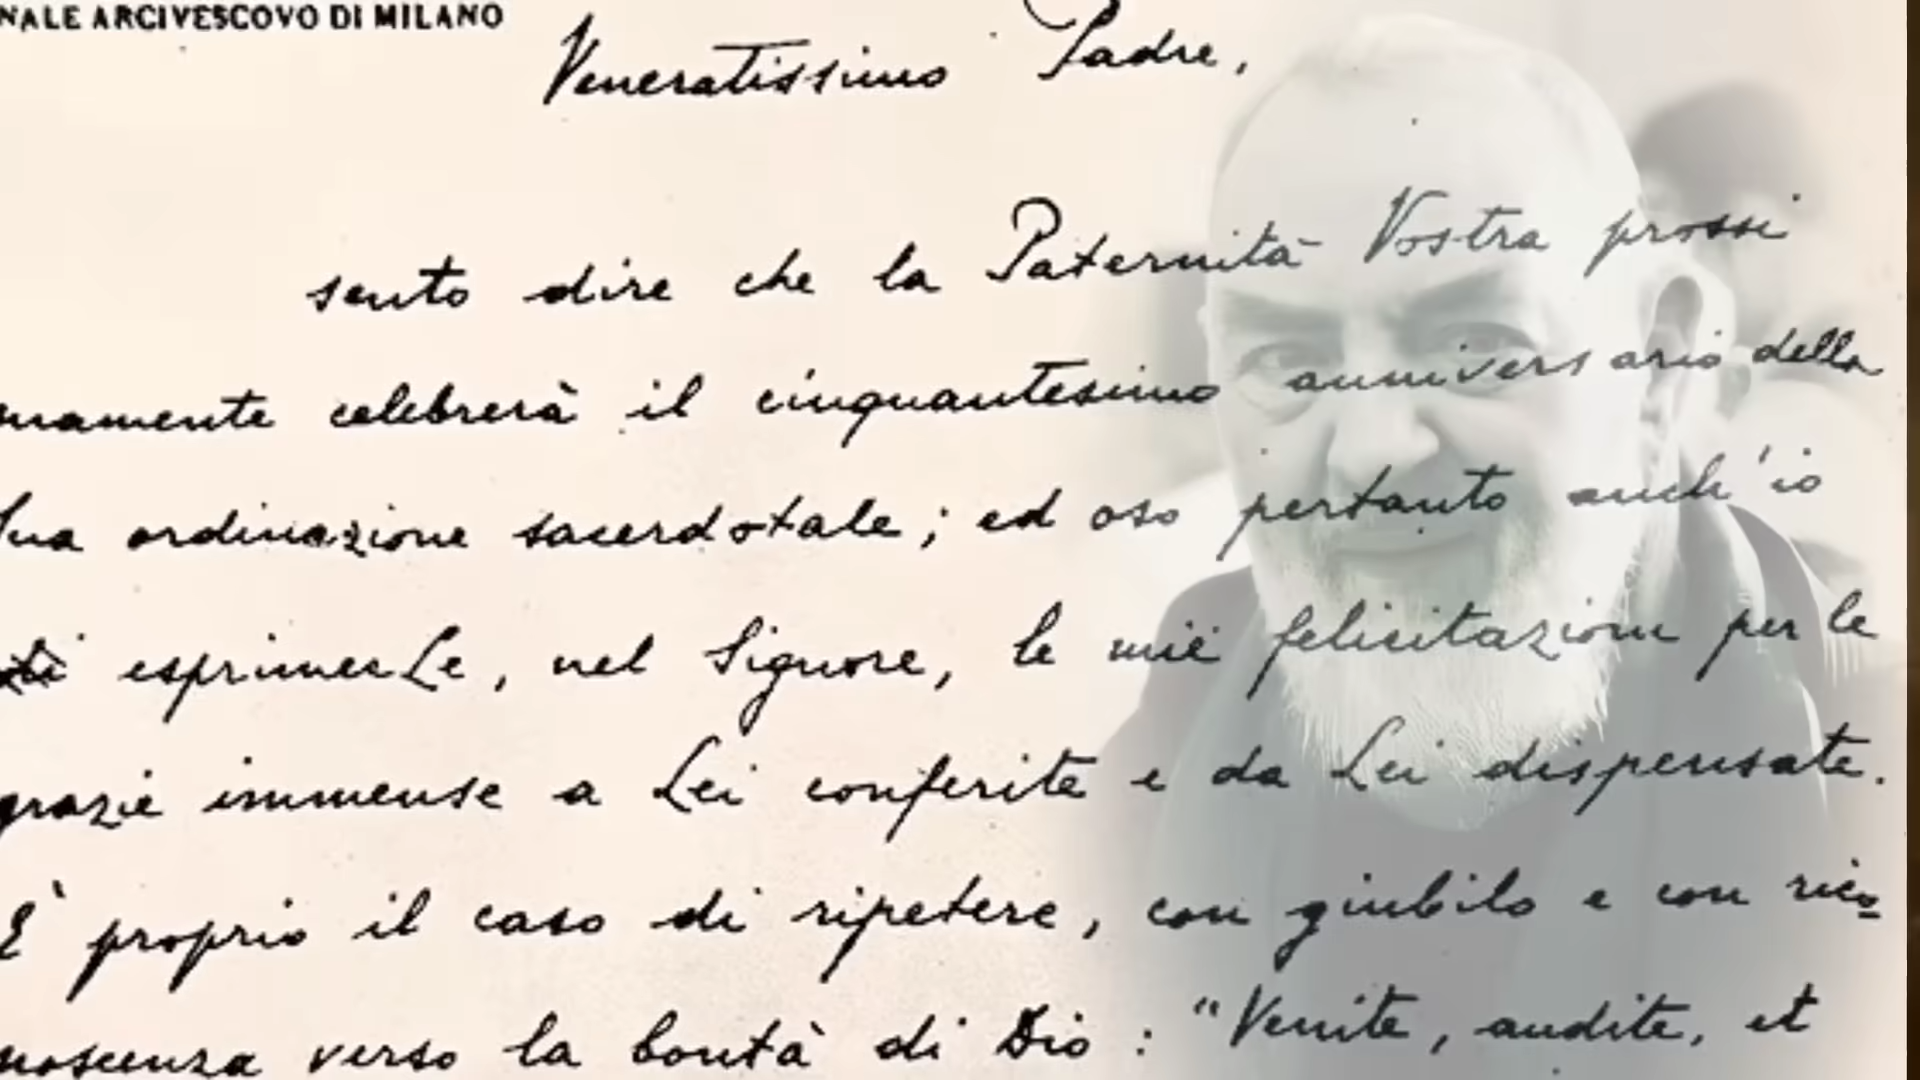 NALE ARCIVESCOVO DI MILANO
Veneratissimo Padre,
sento dire che la Paternità Vostra prossi
mamente celebrerà il cinquantesimo anniversario della
Sua ordinazione sacerdotale; ed oso pertanto anch'io
esprimerLe, nel Signore, le mie felicitazioni per le
grazie immense a Lei conferite e da Lei dispensate.
È proprio il caso di ripetere, con giubilo e con rico
noscenza verso la bontà di Dio: "Venite, audite, et